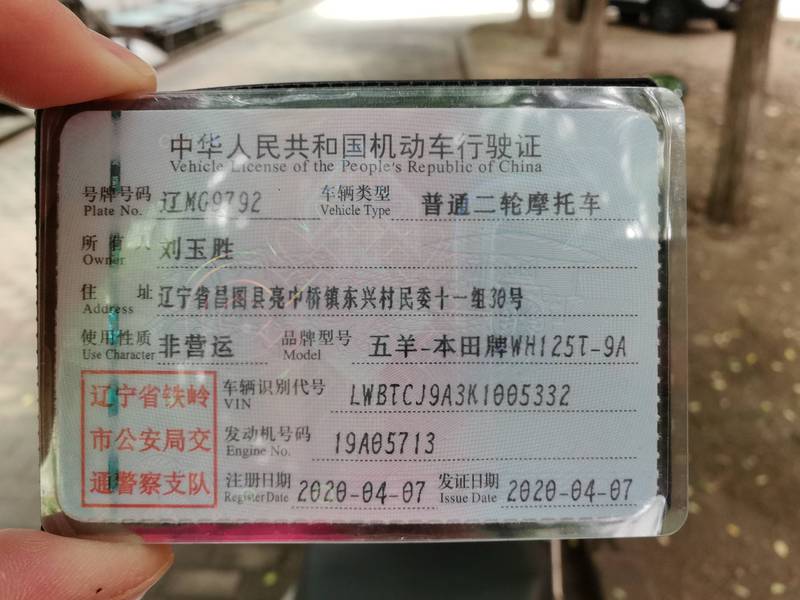 中华人民共和国机动车行驶证
Vehicle License of the People's Republic of China
号牌号码 辽MG9792 车辆类型 普通二轮摩托车
Plate No. Vehicle Type
所有人 刘玉胜
Owner
住址 辽宁省昌图县亮中桥镇东兴村民委十一组30号
Address
使用性质 非营运 品牌型号 五羊-本田牌WH125T-9A
Use Character Model
辽宁省铁岭
市公安局交
通警察支队
车辆识别代号 LWBTCJ9A3K1005332
VIN
发动机号码 19A05713
Engine No.
注册日期 2020-04-07 发证日期 2020-04-07
Register Date Issue Date